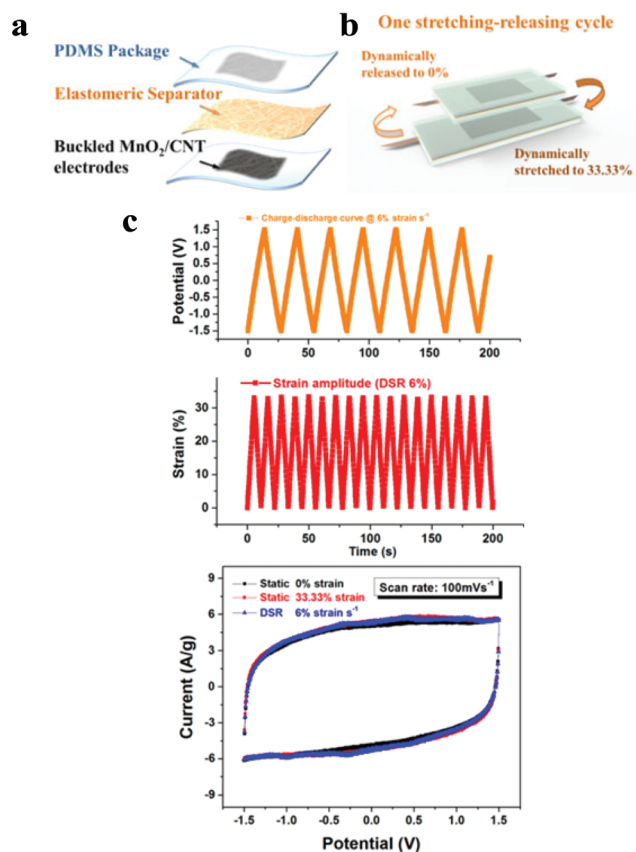 a
PDMS Package
Elastomeric Separator
Buckled MnO₂/CNT
electrodes
b
One stretching-releasing cycle
Dynamically
released to 0%
Dynamically
stretched to 33.33%
c
Charge-discharge curve @ 6% strain s⁻¹
Potential (V)
1.5
1.0
0.5
0.0
-0.5
-1.0
-1.5
0 50 100 150 200
Strain amplitude (DSR 6%)
Strain (%)
30
20
10
0
0 50 100 150 200
Time (s)
Static 0% strain
Static 33.33% strain
DSR 6% strain s⁻¹
Scan rate: 100mVs⁻¹
Current (A/g)
9
6
3
0
-3
-6
-9
-1.5 -1.0 -0.5 0.0 0.5 1.0 1.5
Potential (V)